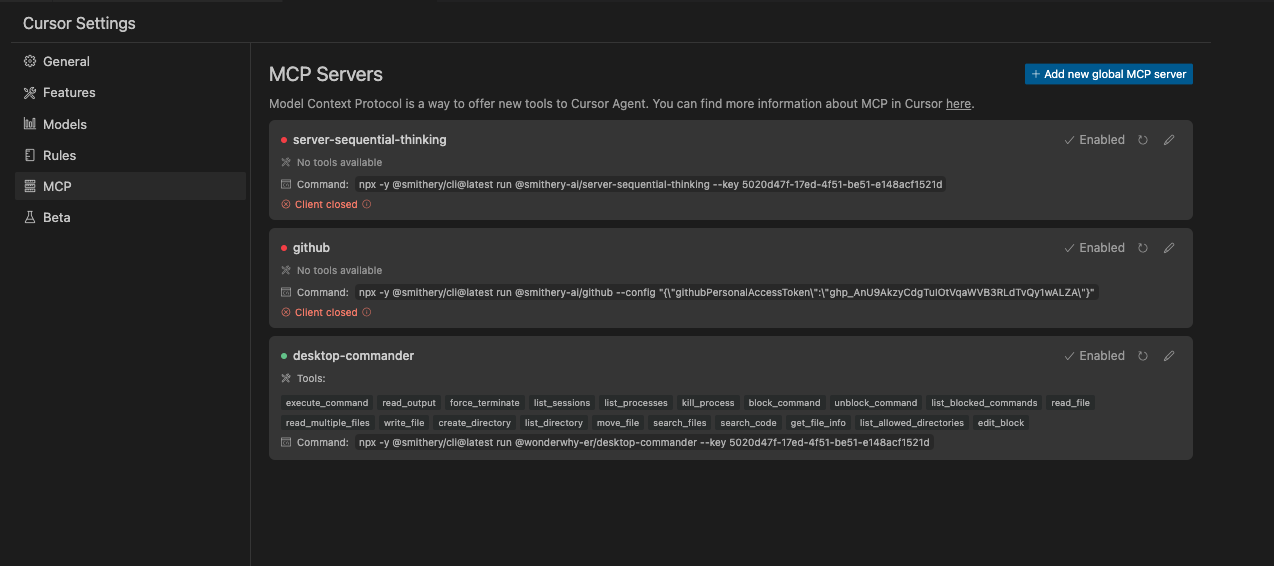 Cursor Settings
General
Features
Models
Rules
MCP
Beta
MCP Servers
+ Add new global MCP server
Model Context Protocol is a way to offer new tools to Cursor Agent. You can find more information about MCP in Cursor here.
server-sequential-thinking
Enabled
No tools available
Command: npx -y @smithery/cli@latest run @smithery-ai/server-sequential-thinking --key 5020d47f-17ed-4f51-be51-e148acf1521d
Client closed
github
Enabled
No tools available
Command: npx -y @smithery/cli@latest run @smithery-ai/github --config
Client closed
desktop-commander
Enabled
Tools:
execute_command read_output force_terminate list_sessions list_processes kill_process block_command unblock_command list_blocked_commands read_file
read_multiple_files write_file create_directory list_directory move_file search_files search_code get_file_info list_allowed_directories edit_block
Command: npx -y @smithery/cli@latest run @wonderwhy-er/desktop-commander --key 5020d47f-17ed-4f51-be51-e148acf1521d